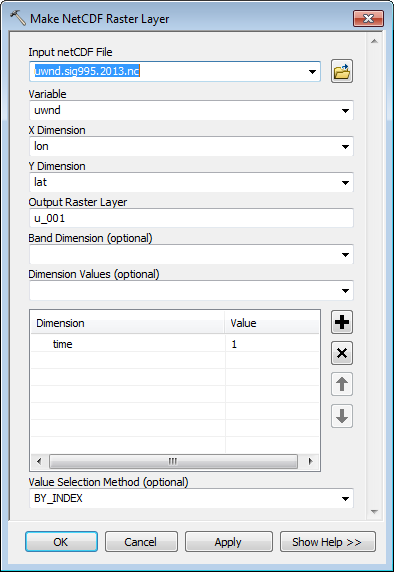 Make NetCDF Raster Layer
Input netCDF File
uwnd.sig995.2013.nc
Variable
uwnd
X Dimension
lon
Y Dimension
lat
Output Raster Layer
u_001
Band Dimension (optional)
Dimension Values (optional)
Dimension Value
time 1
Value Selection Method (optional)
BY_INDEX
OK Cancel Apply Show Help >>